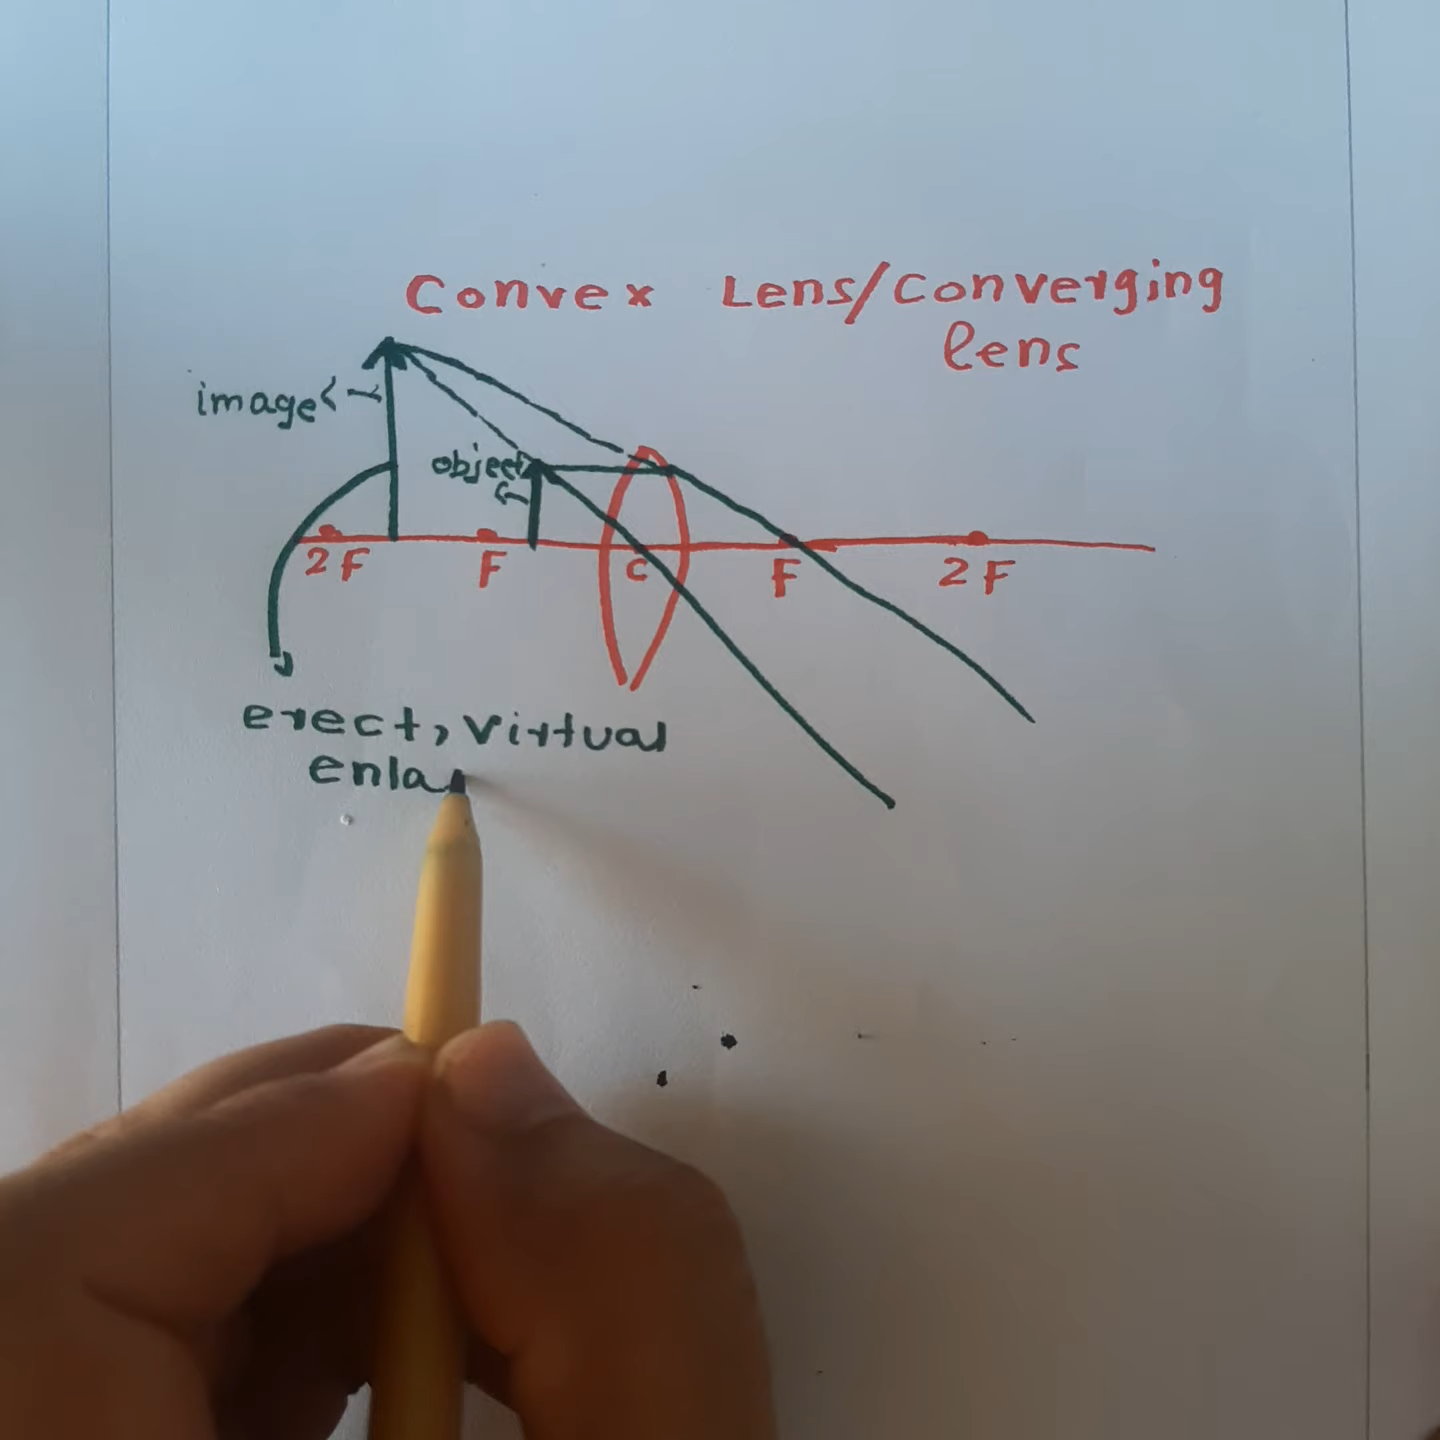 Convex Lens/Converging
lens
image
object
2F F C F 2F
erect, Virtual
enla